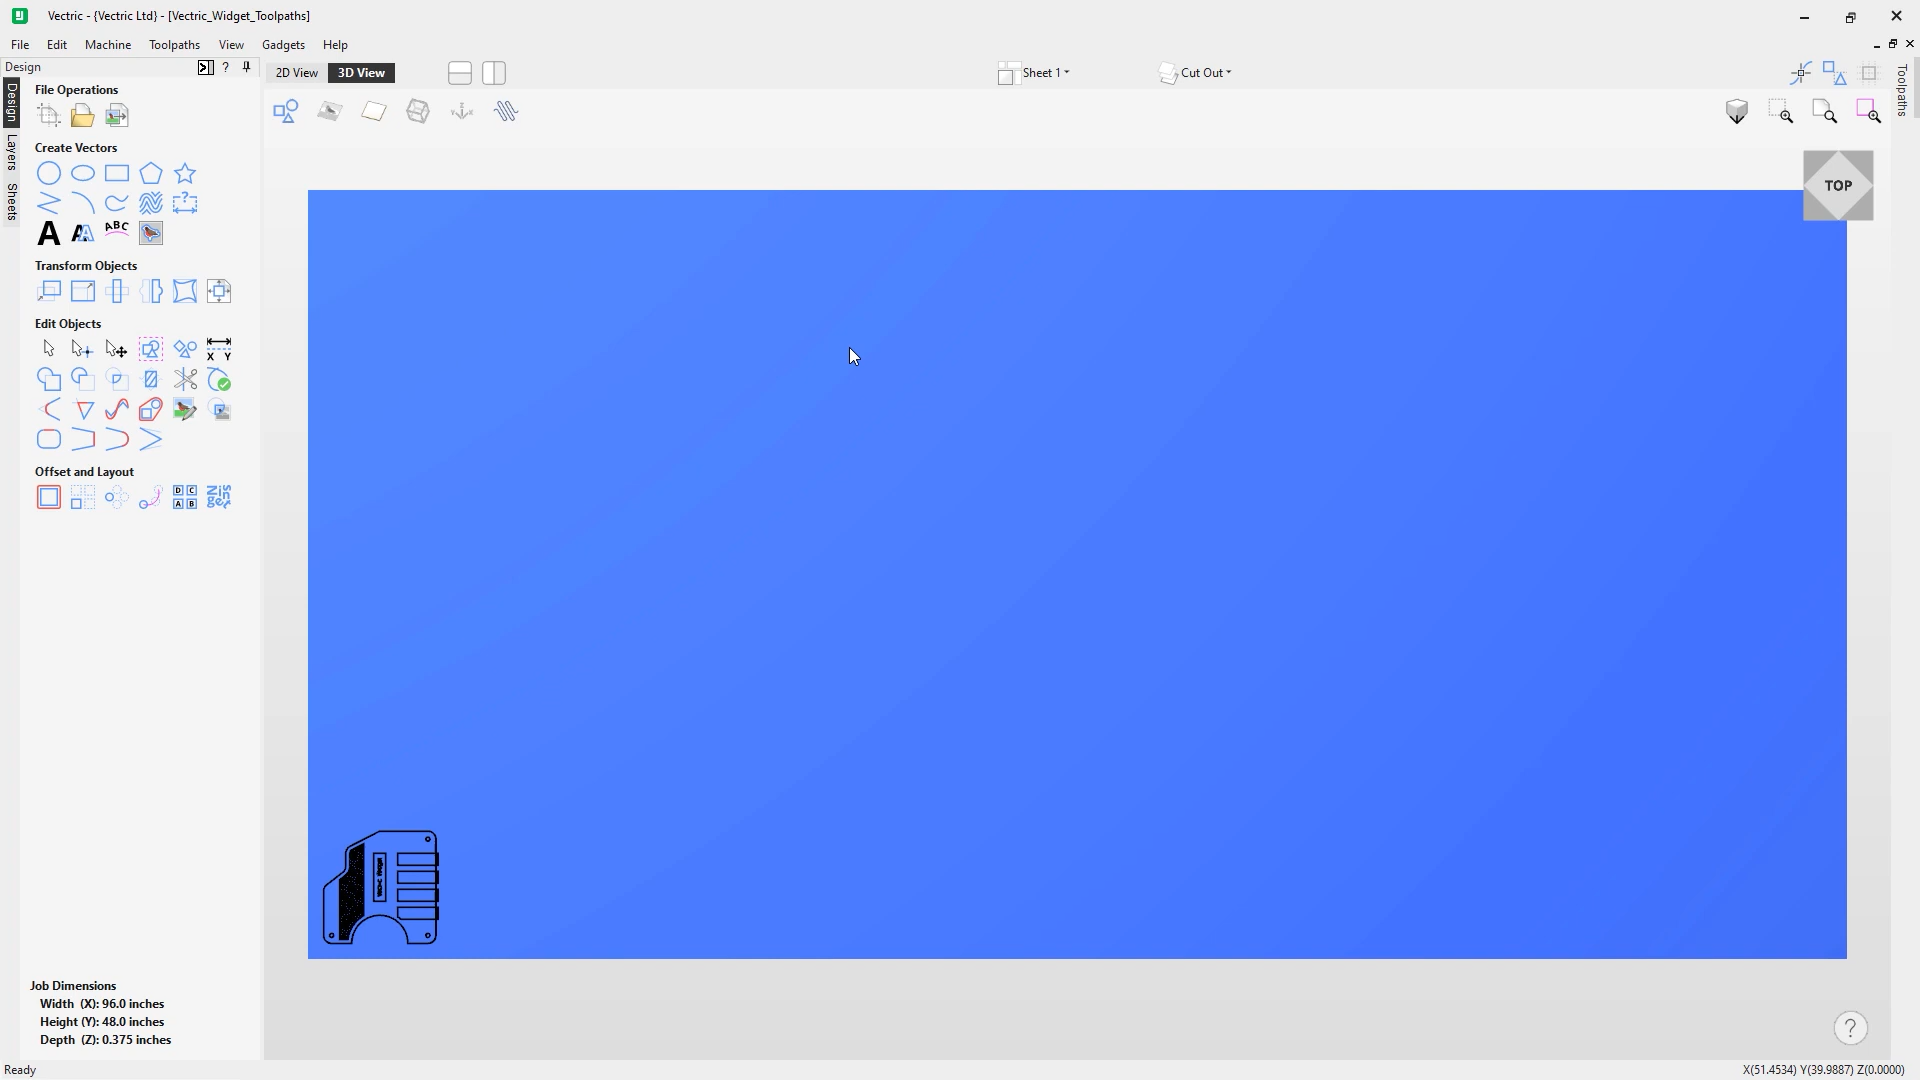 Vectric - {Vectric Ltd} - [Vectric_Widget_Toolpaths]
File Edit Machine Toolpaths View Gadgets Help
Design ?
2D View 3D View Sheet 1 Cut Out
Toolpaths
Design
Layers
Sheets
File Operations
Create Vectors
A A ABC
Transform Objects
Edit Objects
X Y
Offset and Layout
D C
A B
TOP
Job Dimensions
Width (X): 96.0 inches
Height (Y): 48.0 inches
Depth (Z): 0.375 inches
?
Ready
X(51.4534) Y(39.9887) Z(0.0000)